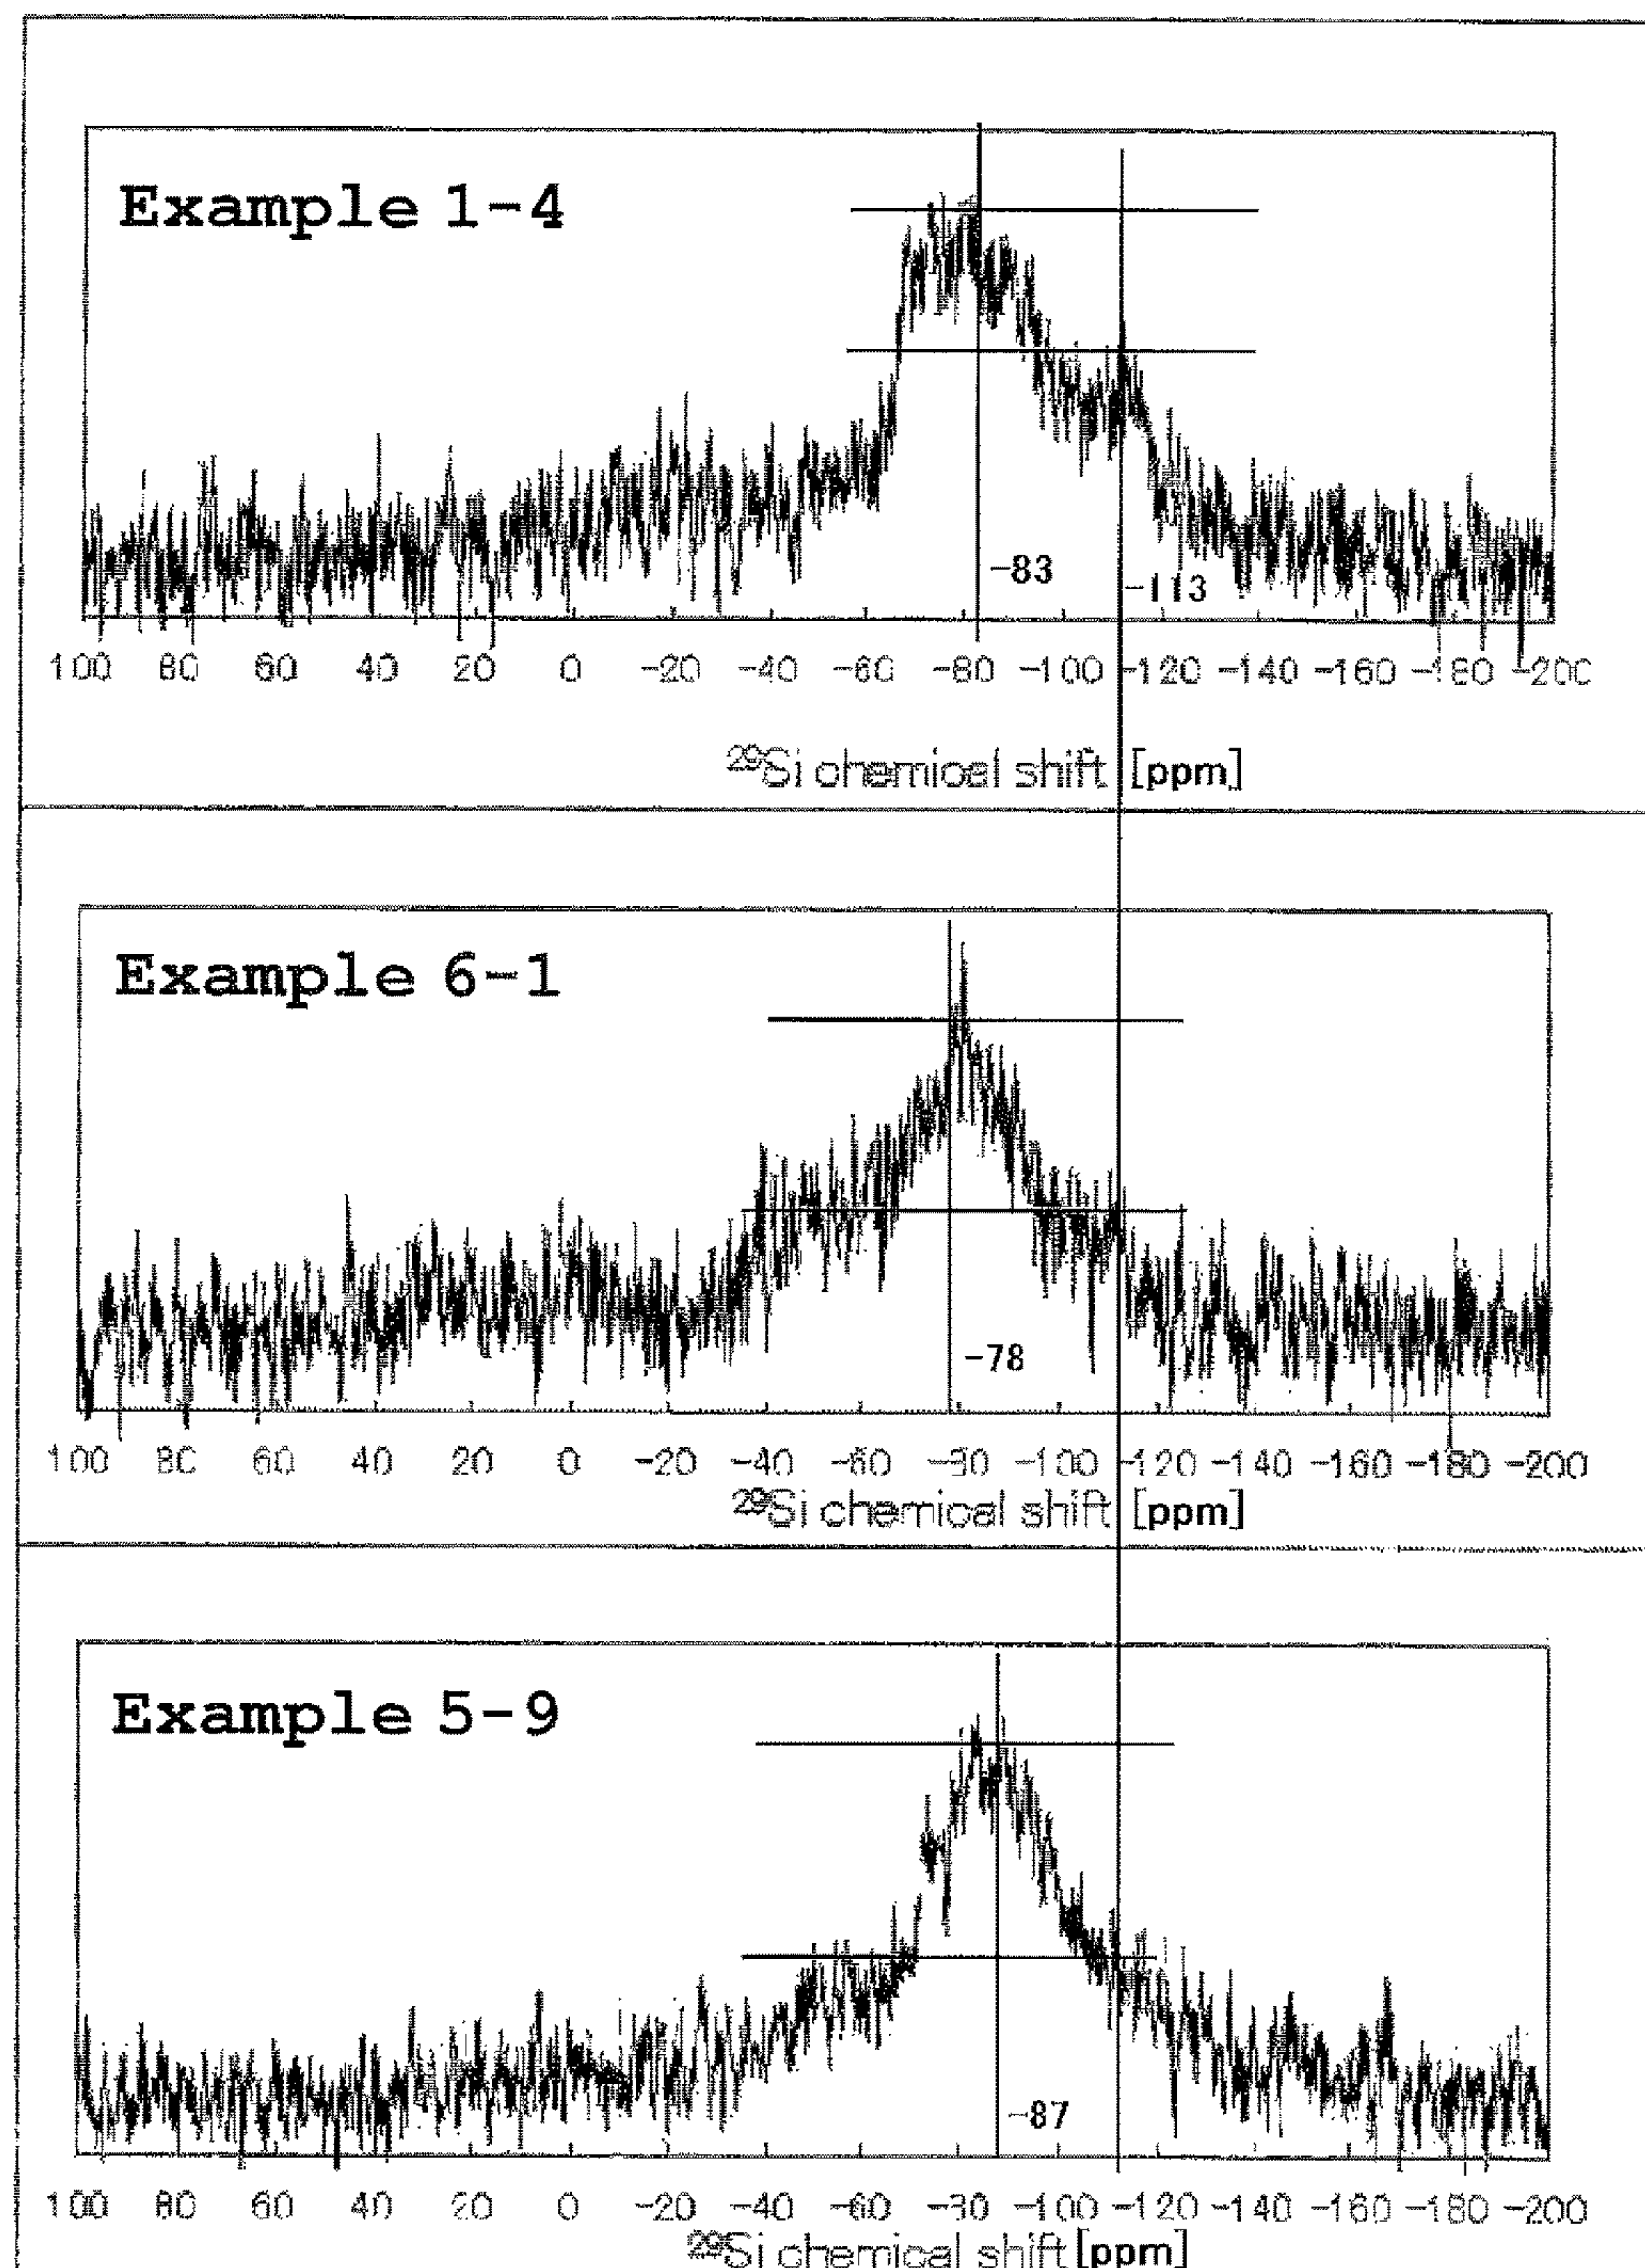 Example 1-4
-83
-113
100 80 60 40 20 0 -20 -40 -60 -80 -100 -120 -140 -160 -180 -200
29Si chemical shift [ppm]
Example 6-1
-78
100 80 60 40 20 0 -20 -40 -60 -80 -100 -120 -140 -160 -180 -200
29Si chemical shift [ppm]
Example 5-9
-87
100 80 60 40 20 0 -20 -40 -60 -80 -100 -120 -140 -160 -180 -200
29Si chemical shift [ppm]